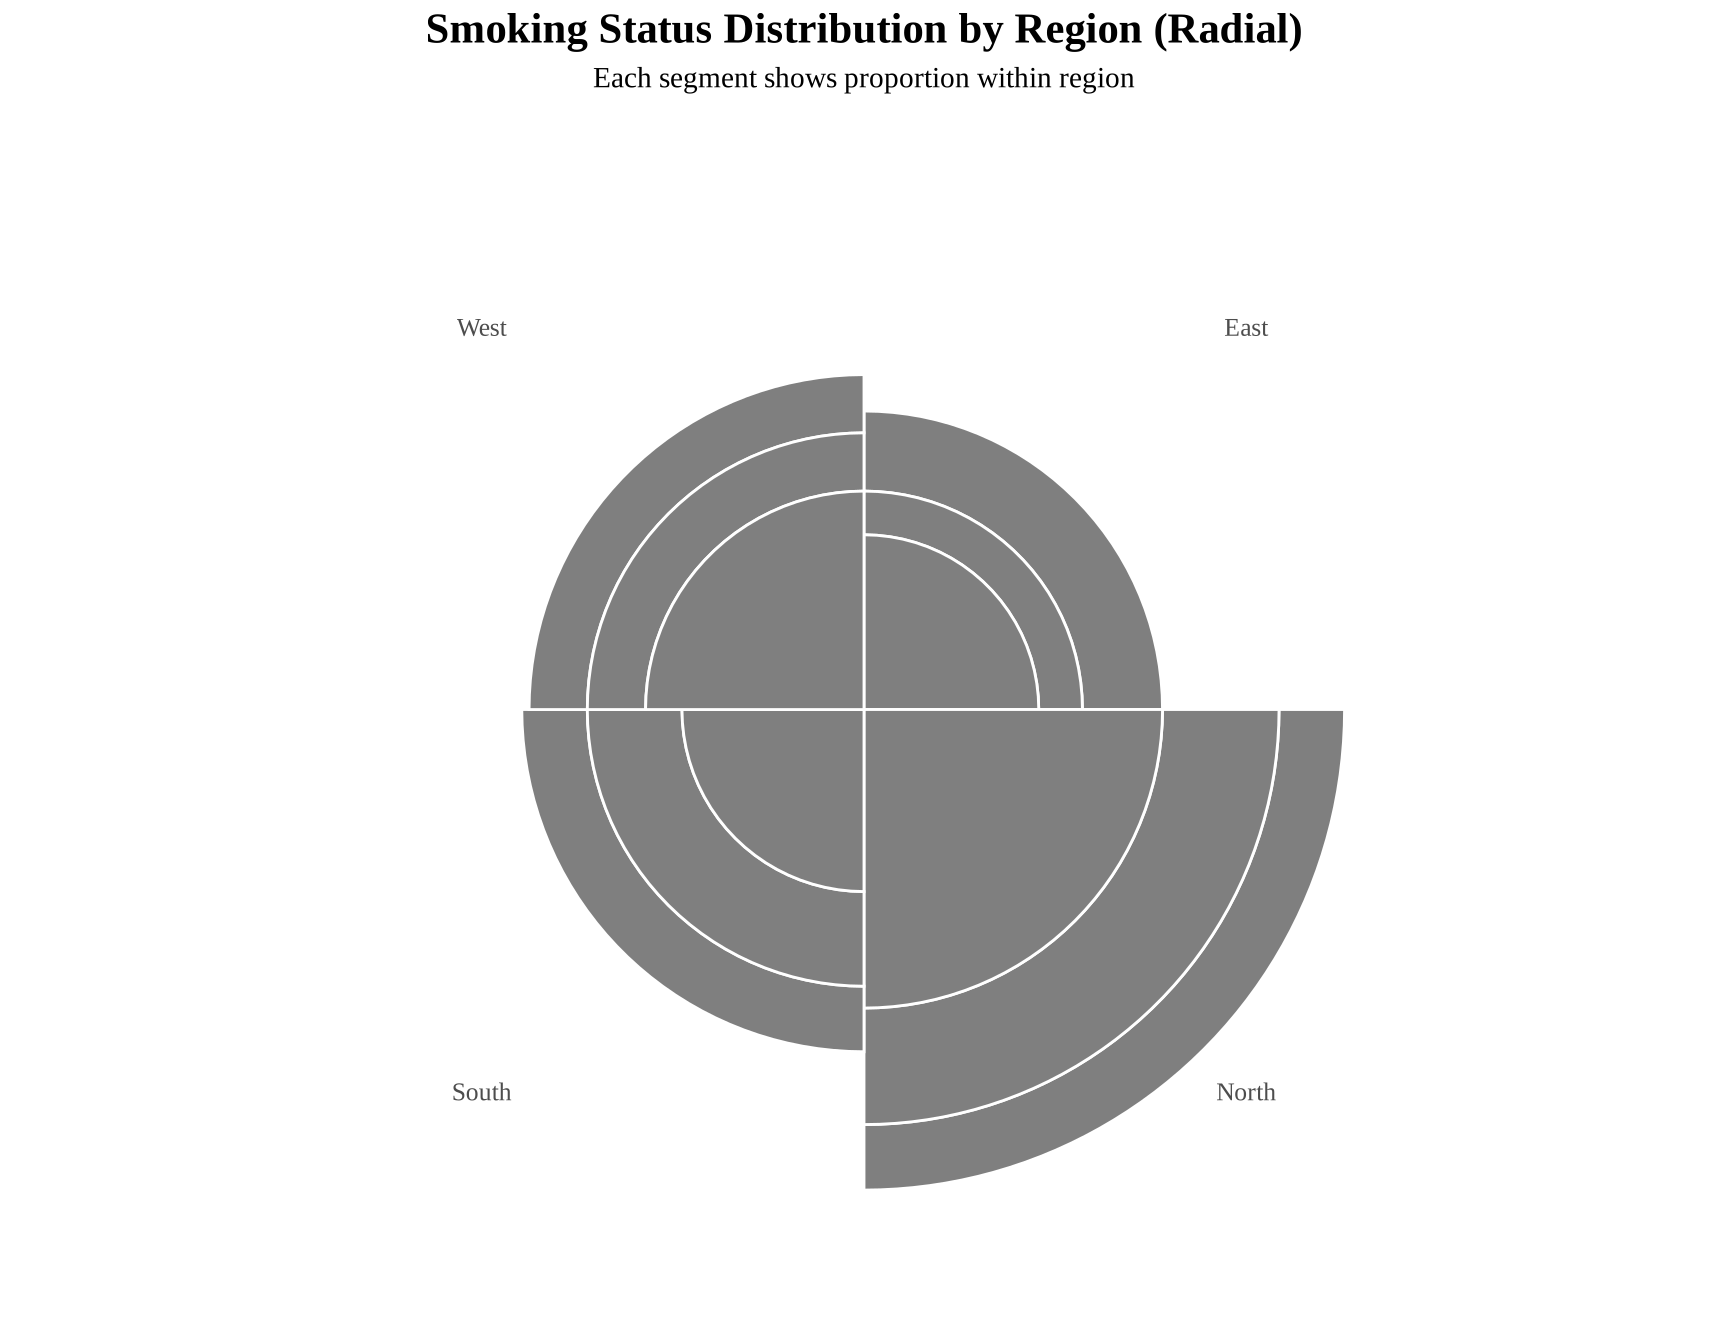 Smoking Status Distribution by Region (Radial)
Each segment shows proportion within region
West
East
South
North